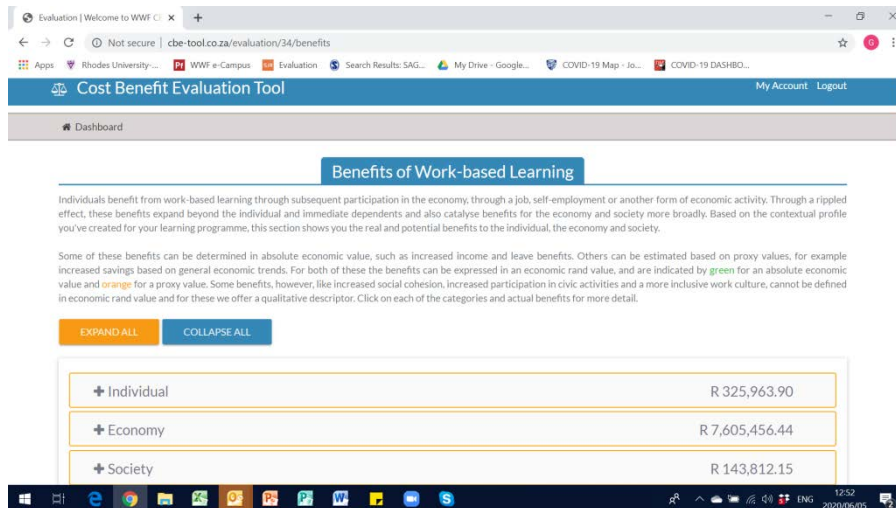 Evaluation | Welcome to WWF C
Not secure | cbe-tool.co.za/evaluation/34/benefits
G
Apps Rhodes University-... WWF e-Campus Evaluation Search Results: SAG... My Drive - Google... COVID-19 Map - Jo... COVID-19 DASHBO...
Cost Benefit Evaluation Tool My Account Logout
Dashboard
Benefits of Work-based Learning
Individuals benefit from work-based learning through subsequent participation in the economy, through a job, self-employment or another form of economic activity. Through a rippled
effect, these benefits expand beyond the individual and immediate dependents and also catalyse benefits for the economy and society more broadly. Based on the contextual profile
you've created for your learning programme, this section shows you the real and potential benefits to the individual, the economy and society.
Some of these benefits can be determined in absolute economic value, such as increased income and leave benefits. Others can be estimated based on proxy values, for example
increased savings based on general economic trends. For both of these the benefits can be expressed in an economic rand value, and are indicated by green for an absolute economic
value and orange for a proxy value. Some benefits, however, like increased social cohesion, increased participation in civic activities and a more inclusive work culture, cannot be defined
in economic rand value and for these we offer a qualitative descriptor. Click on each of the categories and actual benefits for more detail.
EXPAND ALL COLLAPSE ALL
Individual R 325,963.90
Economy R 7,605,456.44
Society R 143,812.15
ENG 12:52
2020/06/05